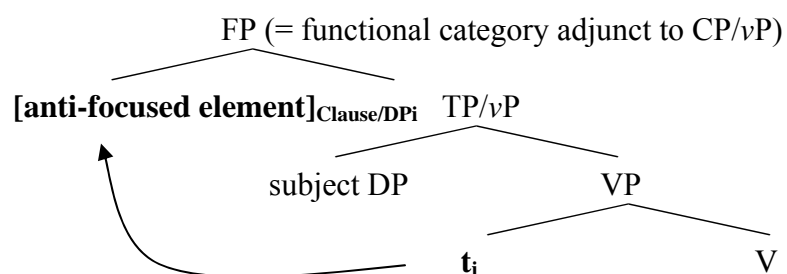 FP (= functional category adjunct to CP/vP)
[anti-focused element]Clause/DPi TP/vP
subject DP VP
ti V